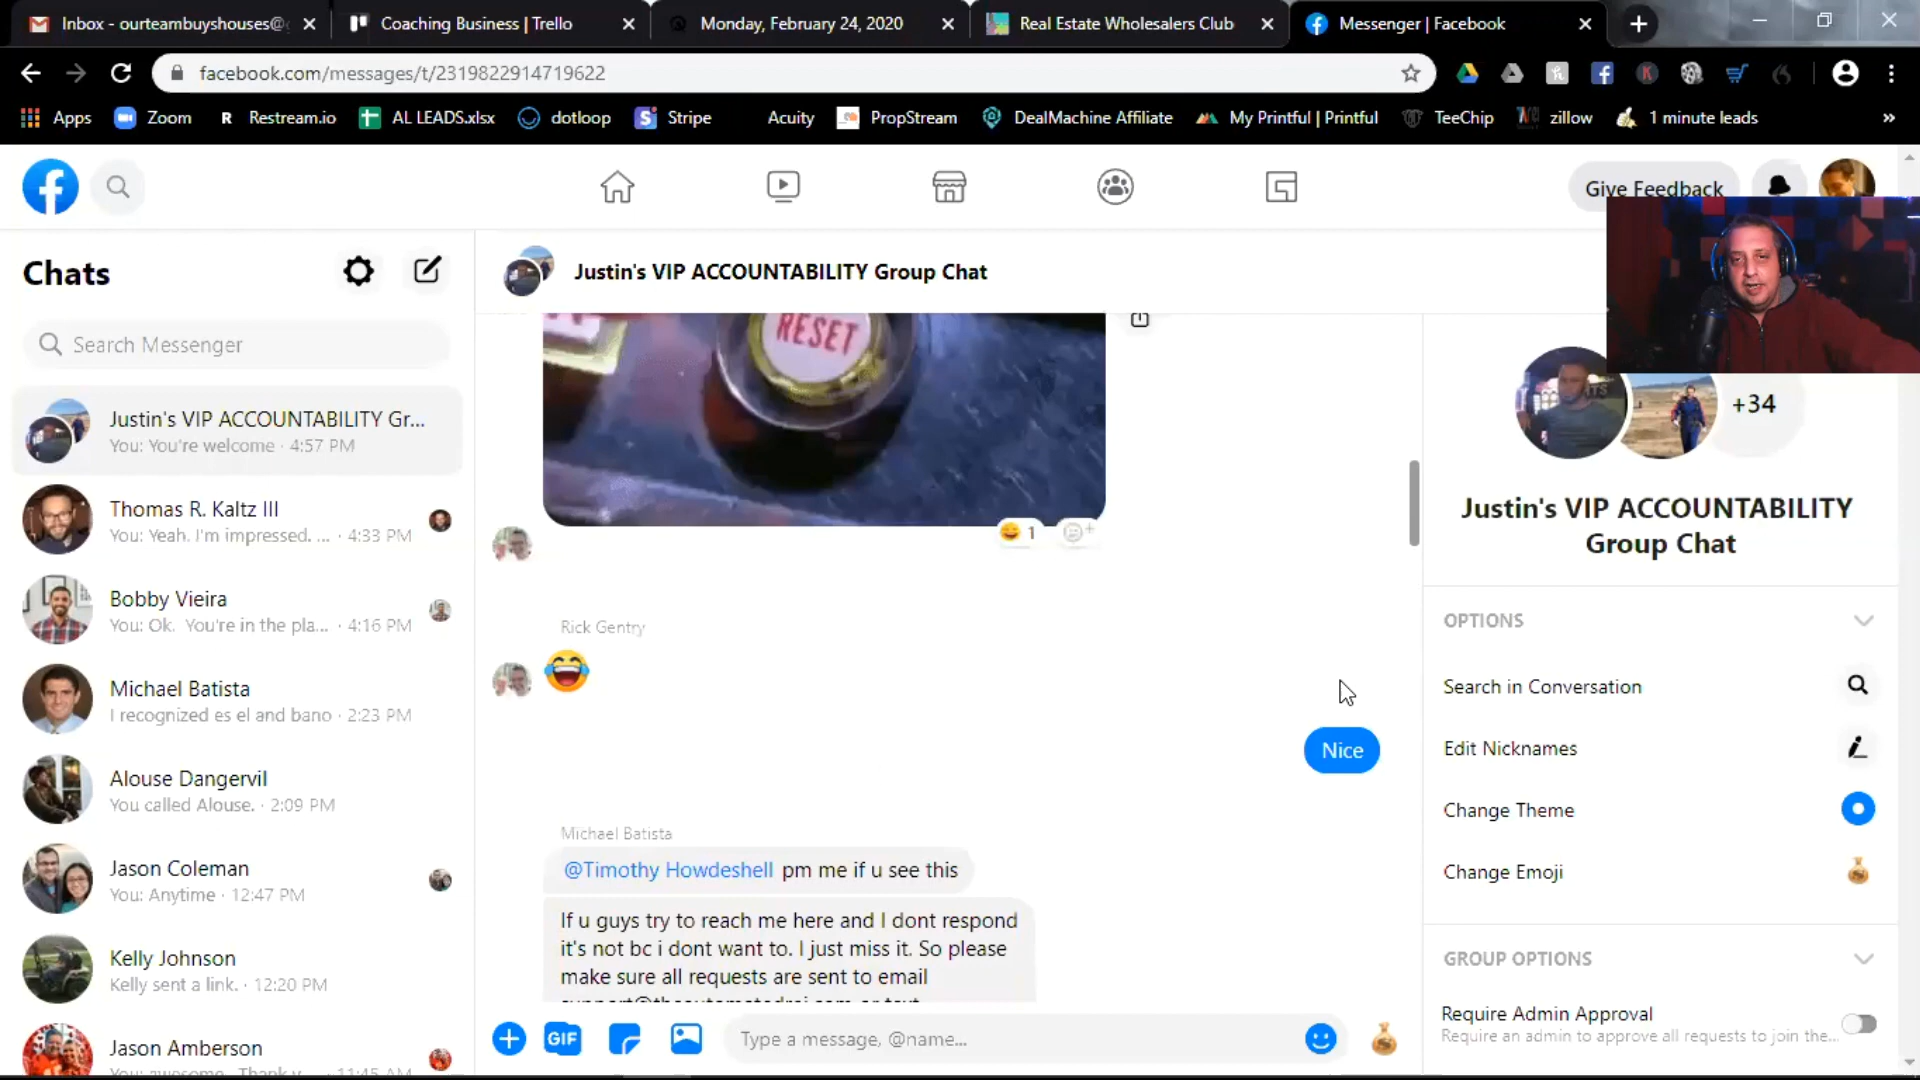 Inbox - ourteambuyshouses@
Coaching Business | Trello
Monday, February 24, 2020
Real Estate Wholesalers Club
Messenger | Facebook
facebook.com/messages/t/2319822914719622
Apps
Zoom
R Restream.io
AL LEADS.xlsx
dotloop
Stripe
Acuity
PropStream
DealMachine Affiliate
My Printful | Printful
TeeChip
zillow
1 minute leads
Give Feedback
Chats
Search Messenger
Justin's VIP ACCOUNTABILITY Gr...
You: You're welcome · 4:57 PM
Thomas R. Kaltz III
You: Yeah. I'm impressed. ... · 4:33 PM
Bobby Vieira
You: Ok. You're in the pla... · 4:16 PM
Michael Batista
I recognized es el and bano · 2:23 PM
Alouse Dangervil
You called Alouse. · 2:09 PM
Jason Coleman
You: Anytime · 12:47 PM
Kelly Johnson
Kelly sent a link. · 12:20 PM
Jason Amberson
You: awesome. Thank y... · 11:45 AM
Justin's VIP ACCOUNTABILITY Group Chat
RESET
1
Rick Gentry
Nice
Michael Batista
@Timothy Howdeshell pm me if u see this
If u guys try to reach me here and I dont respond
it's not bc i dont want to. I just miss it. So please
make sure all requests are sent to email
GIF
Type a message, @name...
+34
Justin's VIP ACCOUNTABILITY
Group Chat
OPTIONS
Search in Conversation
Edit Nicknames
Change Theme
Change Emoji
GROUP OPTIONS
Require Admin Approval
Require an admin to approve all requests to join the...